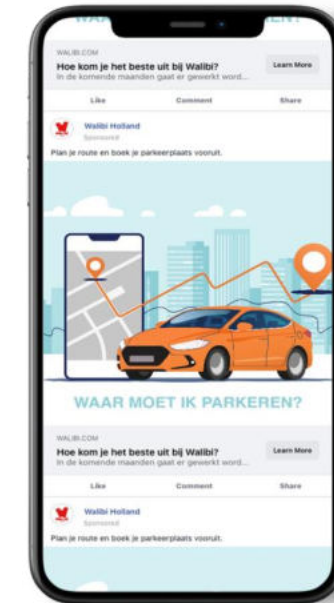 WALIBI.COM
Hoe kom je het beste uit bij Walibi?
In de komende maanden gaat er gewerkt word...
Learn More
Like Comment Share
Walibi Holland
Sponsored
Plan je route en boek je parkeerplaats vooruit.
WAAR MOET IK PARKEREN?
WALIBI.COM
Hoe kom je het beste uit bij Walibi?
In de komende maanden gaat er gewerkt word...
Learn More
Like Comment Share
Walibi Holland
Sponsored
Plan je route en boek je parkeerplaats vooruit.